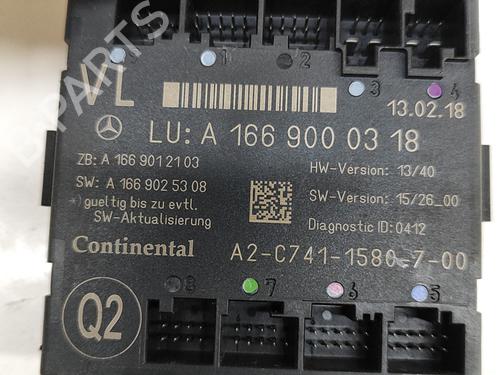 VL
1
2
3
4
13.02.18
LU: A 166 900 03 18
ZB: A 166 901 21 03
HW-Version: 13/40
SW: A 166 902 53 08
SW-Version: 15/26_00
*) gueltig bis zu evtl.
SW-Aktualisierung
Diagnostic ID: 0412
Continental
A2-C741-1580-7-00
Q2
8
7
6
5
B-PARTS